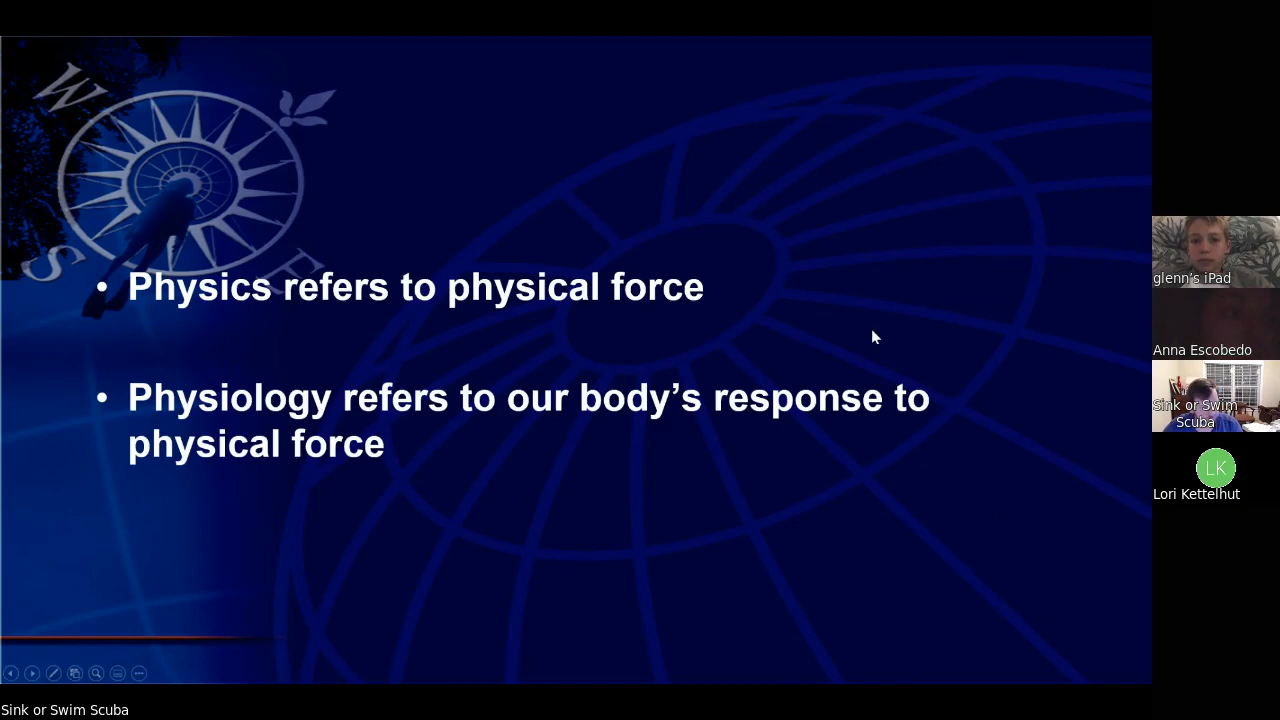 W
S
E
• Physics refers to physical force
• Physiology refers to our body’s response to
physical force
glenn’s iPad
Anna Escobedo
Sink or Swim
Scuba
LK
Lori Kettelhut
Sink or Swim Scuba